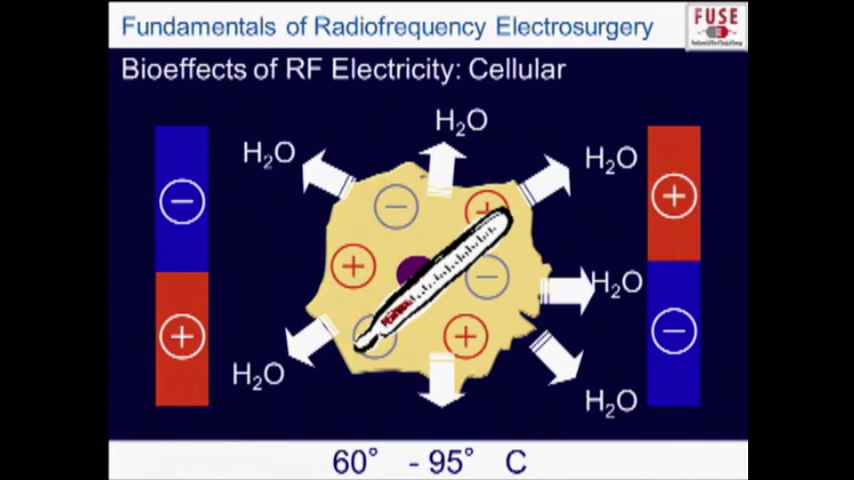 Fundamentals of Radiofrequency Electrosurgery
FUSE
Bioeffects of RF Electricity: Cellular
H₂O
H₂O
H₂O
H₂O
H₂O
H₂O
− + − + + − + − + −
60° - 95° C